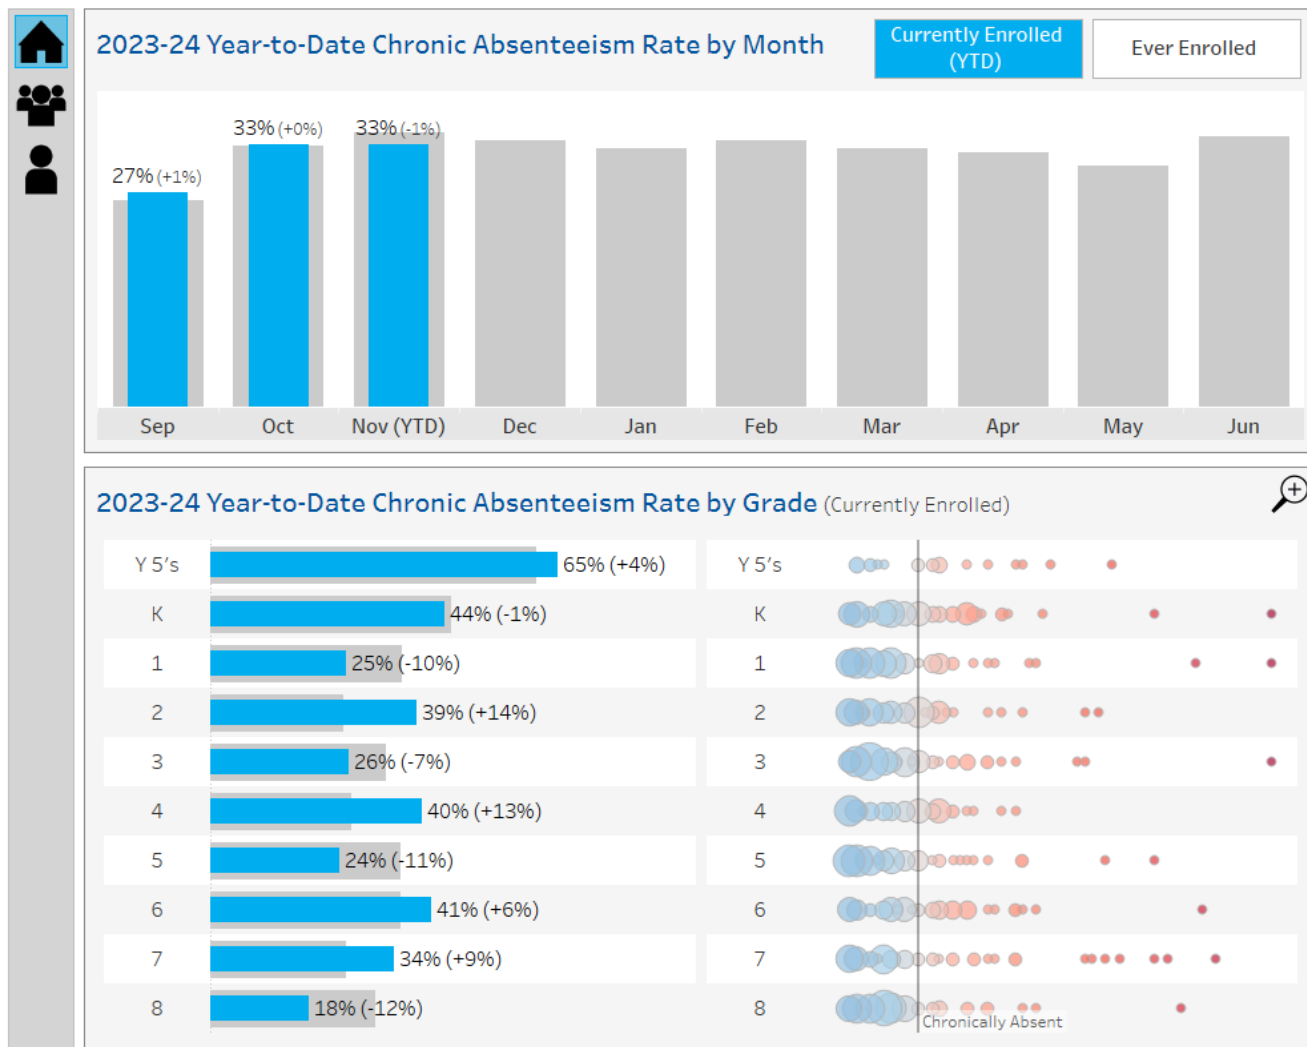 2023-24 Year-to-Date Chronic Absenteeism Rate by Month
Currently Enrolled
(YTD)
Ever Enrolled
27% (+1%)
33% (+0%)
33% (-1%)
Sep
Oct
Nov (YTD)
Dec
Jan
Feb
Mar
Apr
May
Jun
2023-24 Year-to-Date Chronic Absenteeism Rate by Grade (Currently Enrolled)
Y 5's
65% (+4%)
Y 5's
K
44% (-1%)
K
1
25% (-10%)
1
2
39% (+14%)
2
3
26% (-7%)
3
4
40% (+13%)
4
5
24% (-11%)
5
6
41% (+6%)
6
7
34% (+9%)
7
8
18% (-12%)
8
Chronically Absent